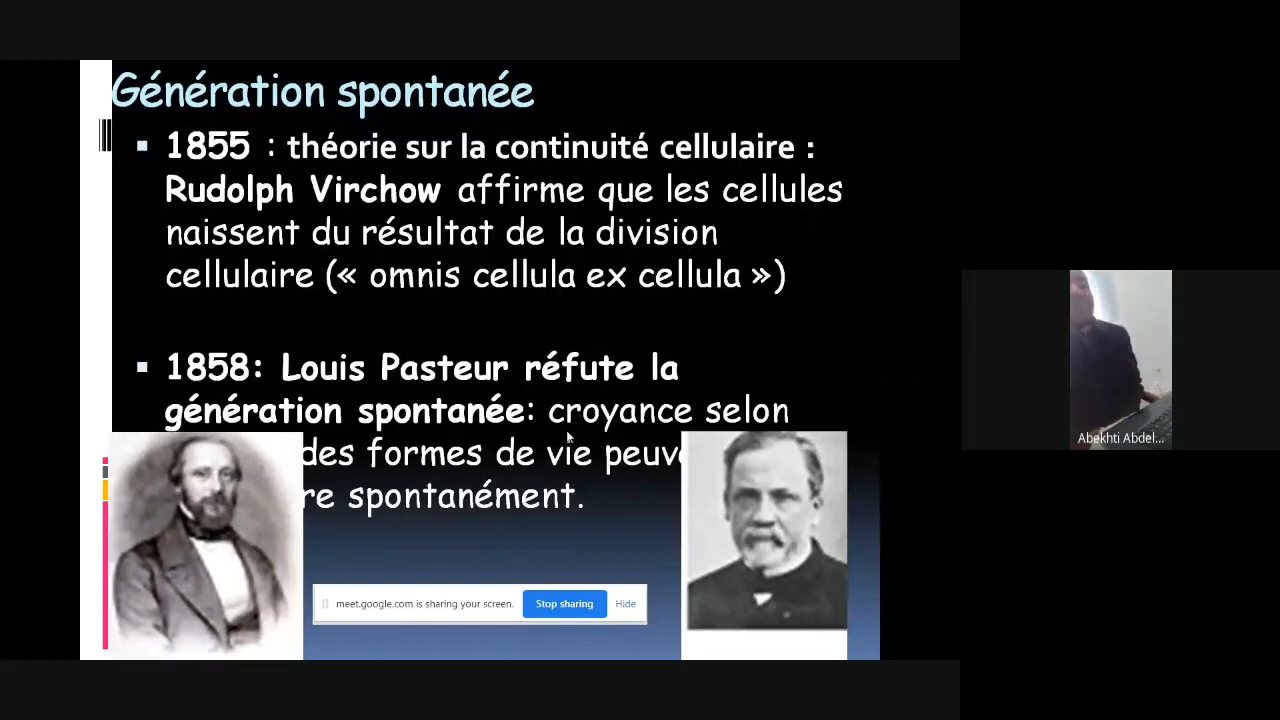 Génération spontanée
▪ 1855 : théorie sur la continuité cellulaire :
Rudolph Virchow affirme que les cellules
naissent du résultat de la division
cellulaire (« omnis cellula ex cellula »)
▪ 1858: Louis Pasteur réfute la
génération spontanée: croyance selon
des formes de vie
spontanément.
meet.google.com is sharing your screen. Stop sharing Hide
Abekhti Abdel...